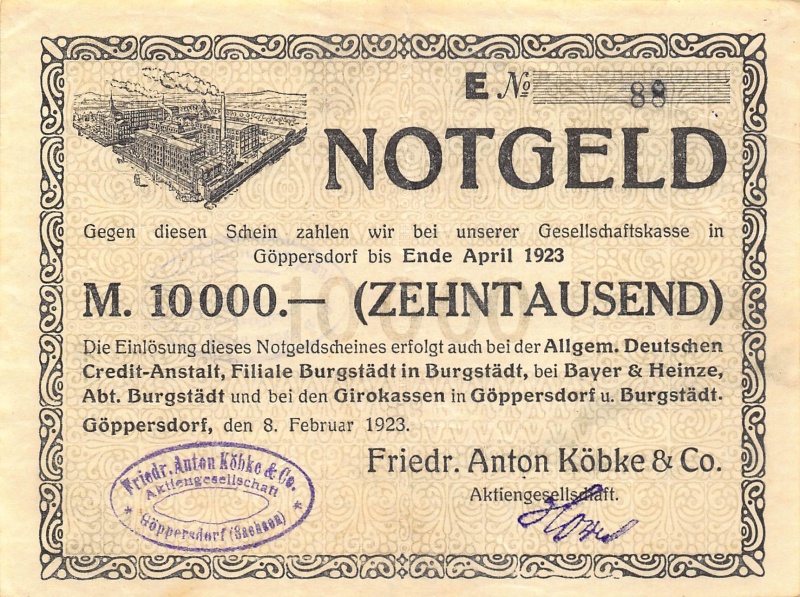 E № 88
NOTGELD
Gegen diesen Schein zahlen wir bei unserer Gesellschaftskasse in
Göppersdorf bis Ende April 1923
M. 10000.— (ZEHNTAUSEND)
10000
Die Einlösung dieses Notgeldscheines erfolgt auch bei der Allgem. Deutschen
Credit-Anstalt, Filiale Burgstädt in Burgstädt, bei Bayer & Heinze,
Abt. Burgstädt und bei den Girokassen in Göppersdorf u. Burgstädt.
Göppersdorf, den 8. Februar 1923.
Friedr. Anton Köbke & Co.
Aktiengesellschaft.
Friedr. Anton Köbke & Co.
Aktiengesellschaft
* Göppersdorf (Sachsen) *